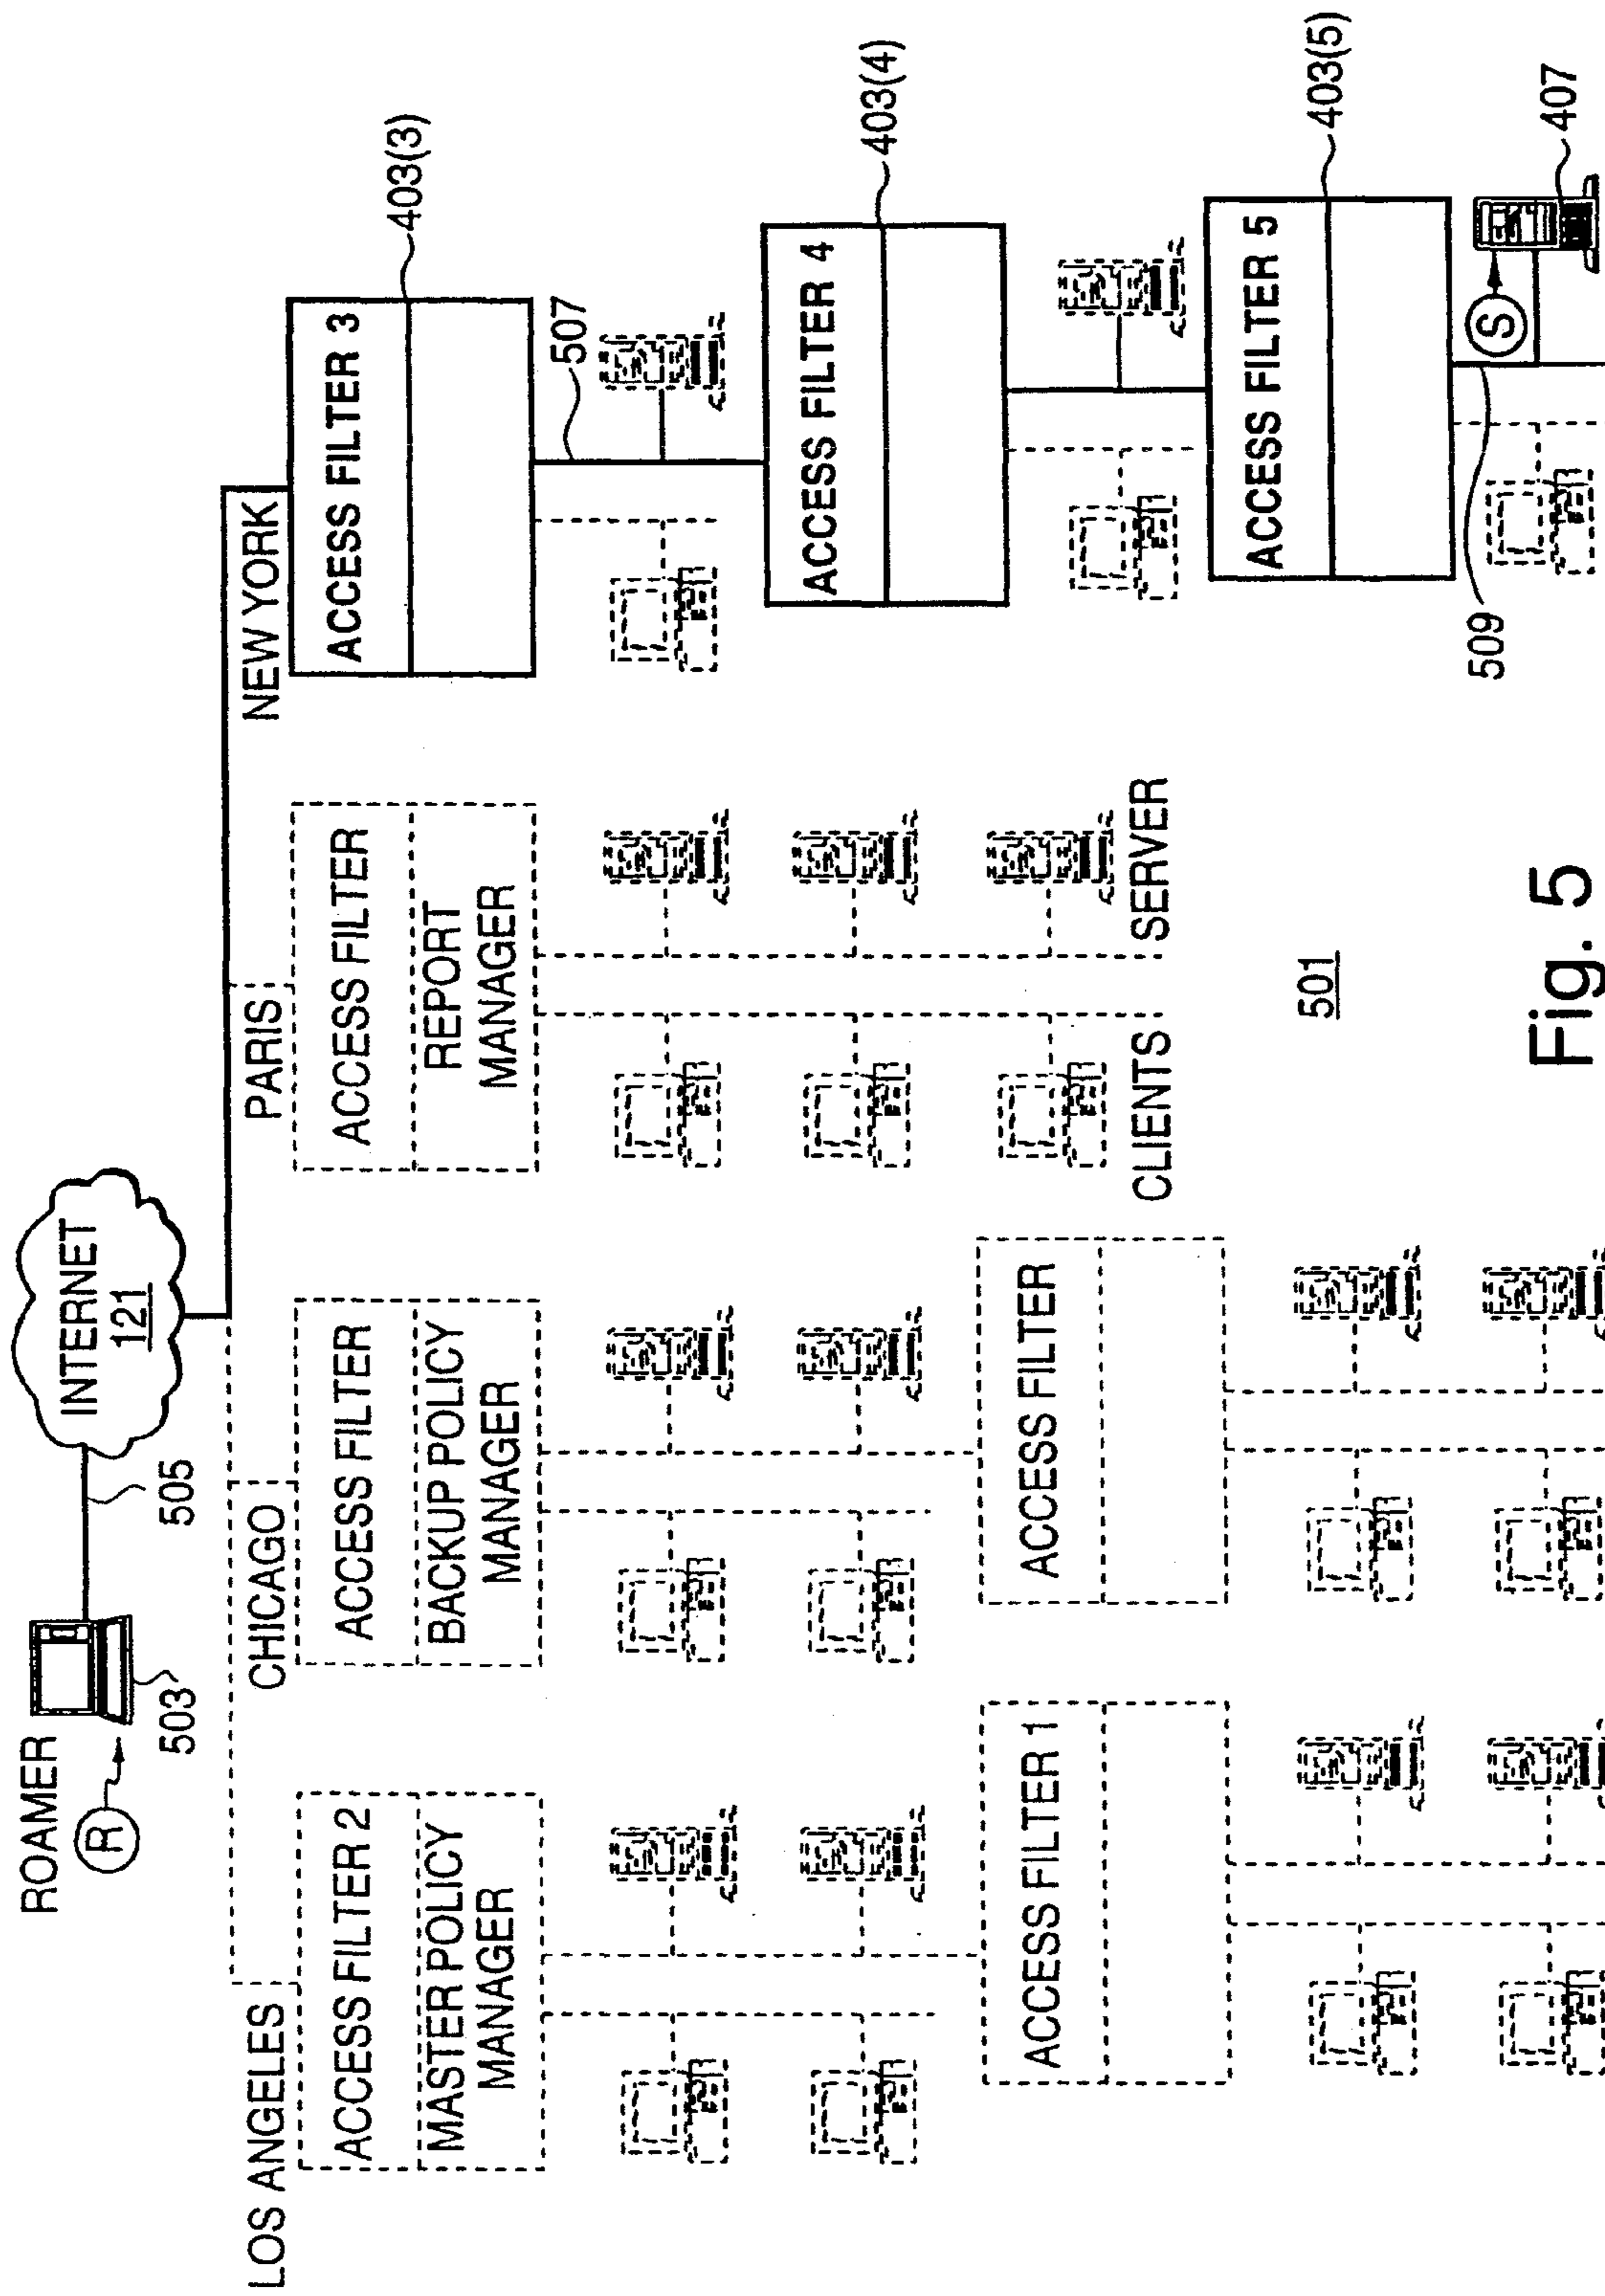 ROAMER
R
503
505
INTERNET
121
LOS ANGELES
CHICAGO
PARIS
NEW YORK
ACCESS FILTER 2
MASTER POLICY
MANAGER
ACCESS FILTER
BACKUP POLICY
MANAGER
ACCESS FILTER
REPORT
MANAGER
ACCESS FILTER 3
403(3)
507
ACCESS FILTER 4
403(4)
ACCESS FILTER 1
ACCESS FILTER
CLIENTS
SERVER
ACCESS FILTER 5
403(5)
509
S
407
501
Fig. 5